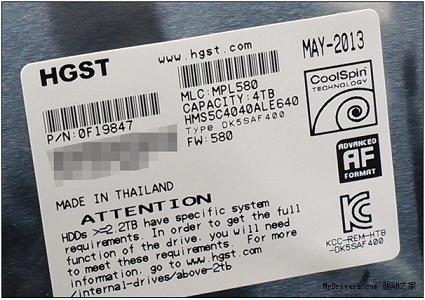 HGST
www.hgst.com
MAY-2013
MLC:MPL580
CAPACITY:4TB
HMS5C4040ALE640
Type DK5SAF400
FW:580
P/N:0F19847
CoolSpin
TECHNOLOGY
ADVANCED
AF
FORMAT
MADE IN THAILAND
ATTENTION
HDDs >=2.2TB have specific system
requirements. In order to get the full
function of the drive, you will need
to meet these requirements. For more
information, go to www.hgst.com
/internal-drives/above-2tb
KCC-REM-HTB
-DK5SAF400
MyDrivers.com 驱动之家